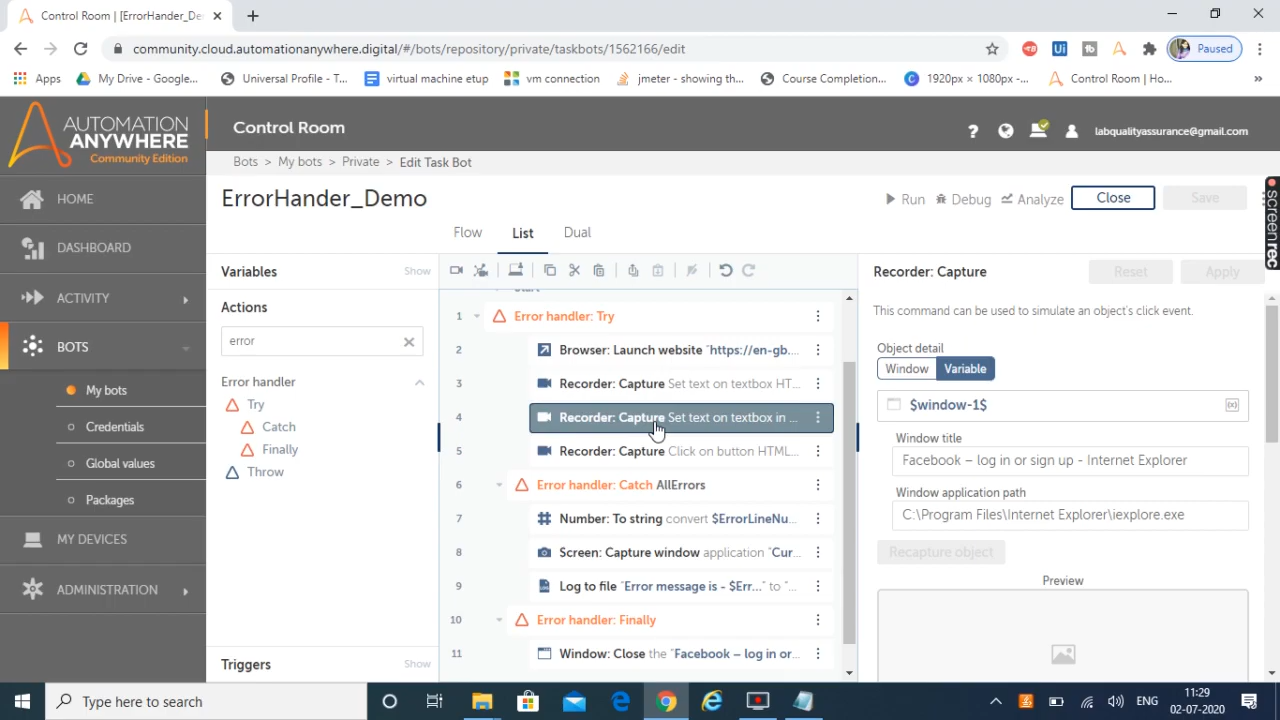 Control Room | [ErrorHander_De
community.cloud.automationanywhere.digital/#/bots/repository/private/taskbots/1562166/edit
Paused
Apps
My Drive - Google...
Universal Profile - T...
virtual machine etup
vm connection
jmeter - showing th...
Course Completion...
1920px × 1080px -...
Control Room | Ho...
AUTOMATION
ANYWHERE
Community Edition
Control Room
labqualityassurance@gmail.com
Bots > My bots > Private > Edit Task Bot
HOME
DASHBOARD
ACTIVITY
BOTS
My bots
Credentials
Global values
Packages
MY DEVICES
ADMINISTRATION
ErrorHander_Demo
Run
Debug
Analyze
Close
Save
Flow
List
Dual
Variables
Show
Actions
error
Error handler
Try
Catch
Finally
Throw
Triggers
Show
Start
1 Error handler: Try
2 Browser: Launch website "https://en-gb....
3 Recorder: Capture Set text on textbox HT...
4 Recorder: Capture Set text on textbox in ...
5 Recorder: Capture Click on button HTML...
6 Error handler: Catch AllErrors
7 Number: To string convert $ErrorLineNu...
8 Screen: Capture window application "Cur...
9 Log to file "Error message is - $Err..." to "...
10 Error handler: Finally
11 Window: Close the "Facebook – log in or...
Recorder: Capture
Reset
Apply
This command can be used to simulate an object's click event.
Object detail
Window
Variable
$window-1$
(x)
Window title
Facebook – log in or sign up - Internet Explorer
Window application path
C:\Program Files\Internet Explorer\iexplore.exe
Recapture object
Preview
screenrec
Type here to search
ENG
11:29
02-07-2020